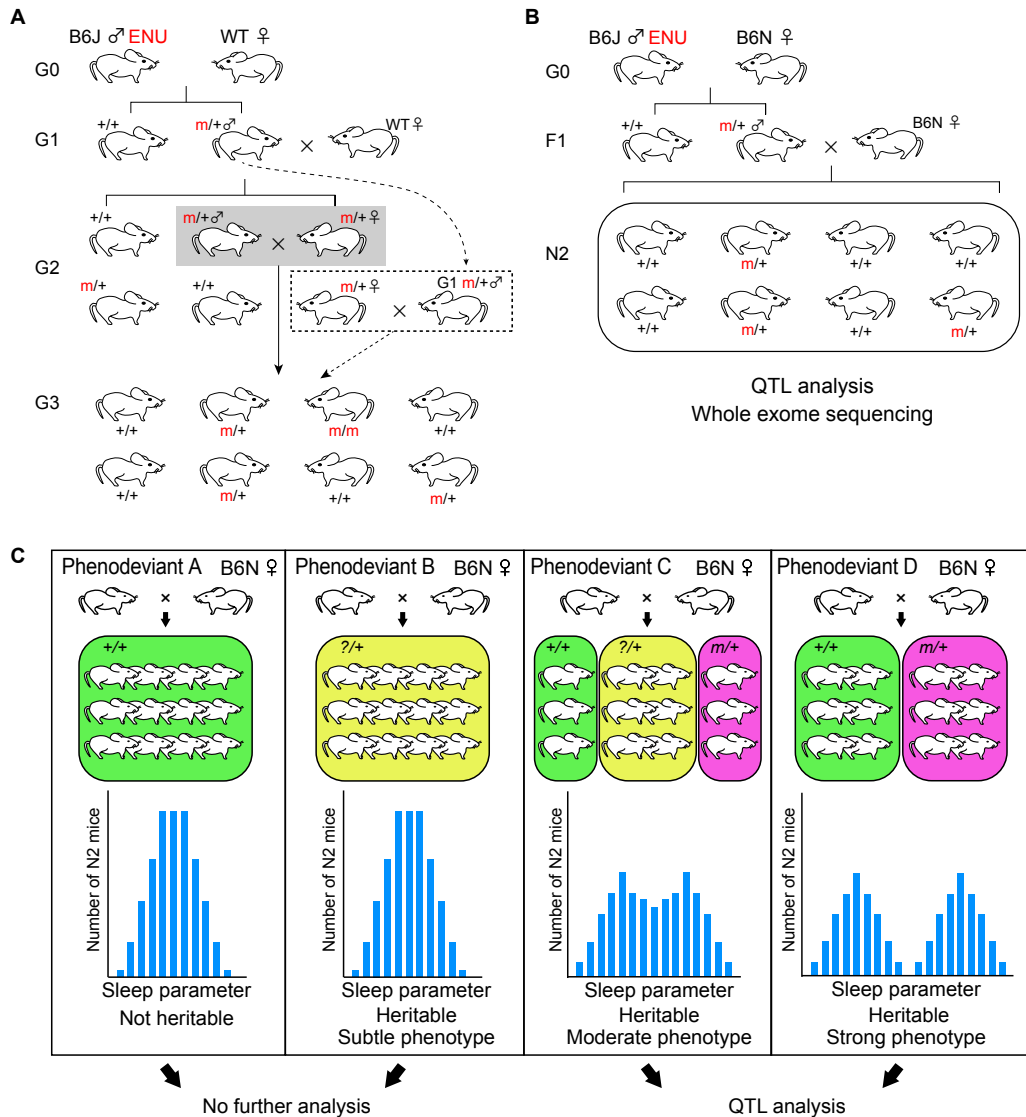 A
B6J ♂ ENU WT ♀
G0
+/+ m/+♂ WT ♀
G1 ×
+/+ m/+♂ m/+♀
×
G2
m/+ +/+ m/+♀ G1 m/+♂
×
G3
+/+ m/+ m/m +/+
+/+ m/+ +/+ m/+
B
B6J ♂ ENU B6N ♀
G0
+/+ m/+ ♂ B6N ♀
F1 ×
N2
+/+ m/+ +/+ +/+
+/+ m/+ +/+ m/+
QTL analysis
Whole exome sequencing
C
Phenodeviant A B6N ♀
×
+/+
Number of N2 mice
Sleep parameter
Not heritable
Phenodeviant B B6N ♀
×
?/+
Number of N2 mice
Sleep parameter
Heritable
Subtle phenotype
Phenodeviant C B6N ♀
×
+/+ ?/+ m/+
Number of N2 mice
Sleep parameter
Heritable
Moderate phenotype
Phenodeviant D B6N ♀
×
+/+ m/+
Number of N2 mice
Sleep parameter
Heritable
Strong phenotype
No further analysis
QTL analysis